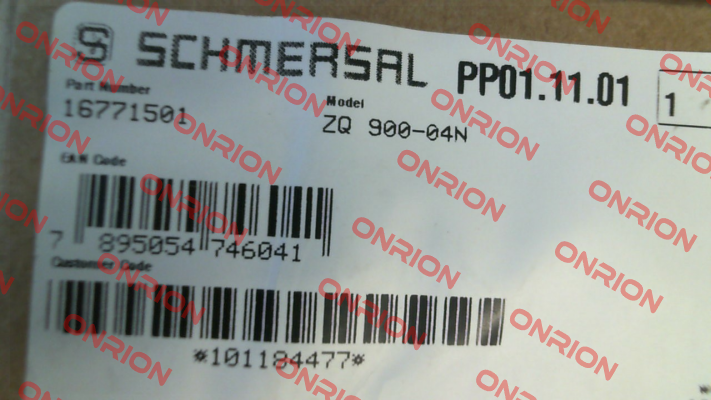 SCHMERSAL PP01.11.01 1
Part Number
16771501
Model
ZQ 900-04N
EAN Code
7 895054 746041
Customer Code
*101184477*
ONRION